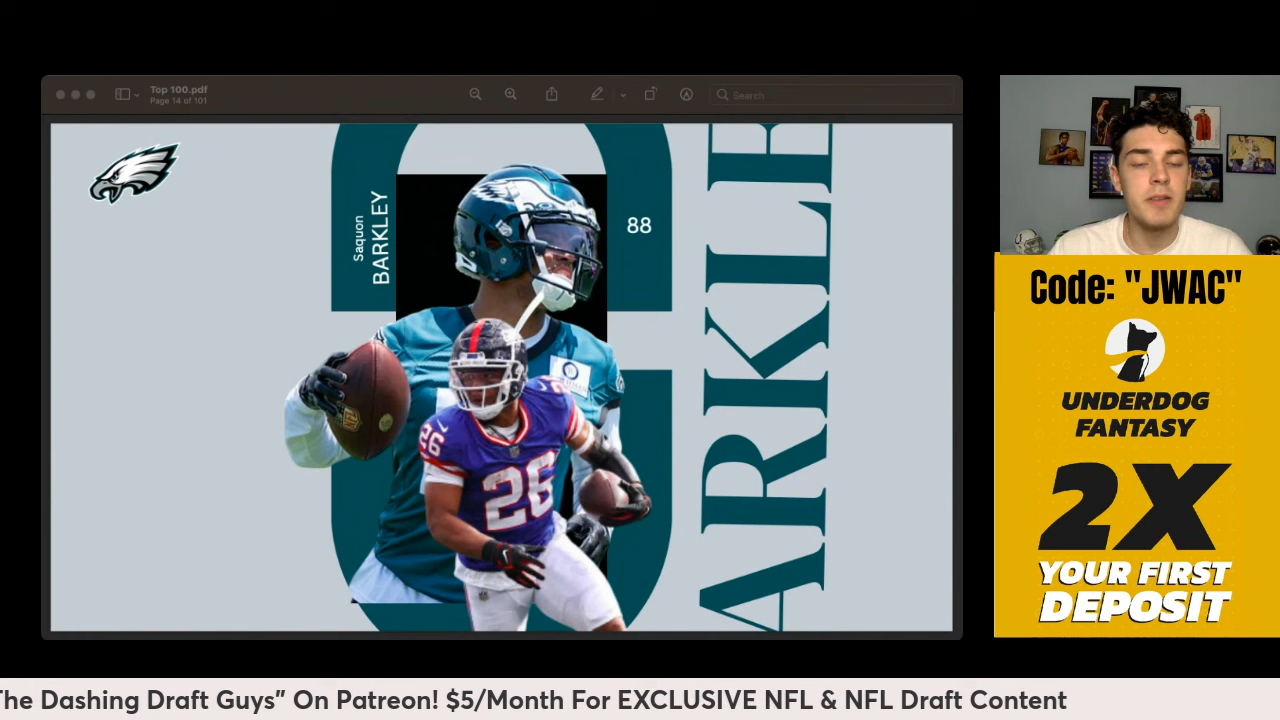 Top 100.pdf
Page 14 of 101
Search
Saquon
BARKLEY
88
ARKLE
26
26
Code: "JWAC"
UNDERDOG
FANTASY
2X
YOUR FIRST
DEPOSIT
The Dashing Draft Guys” On Patreon! $5/Month For EXCLUSIVE NFL & NFL Draft Content